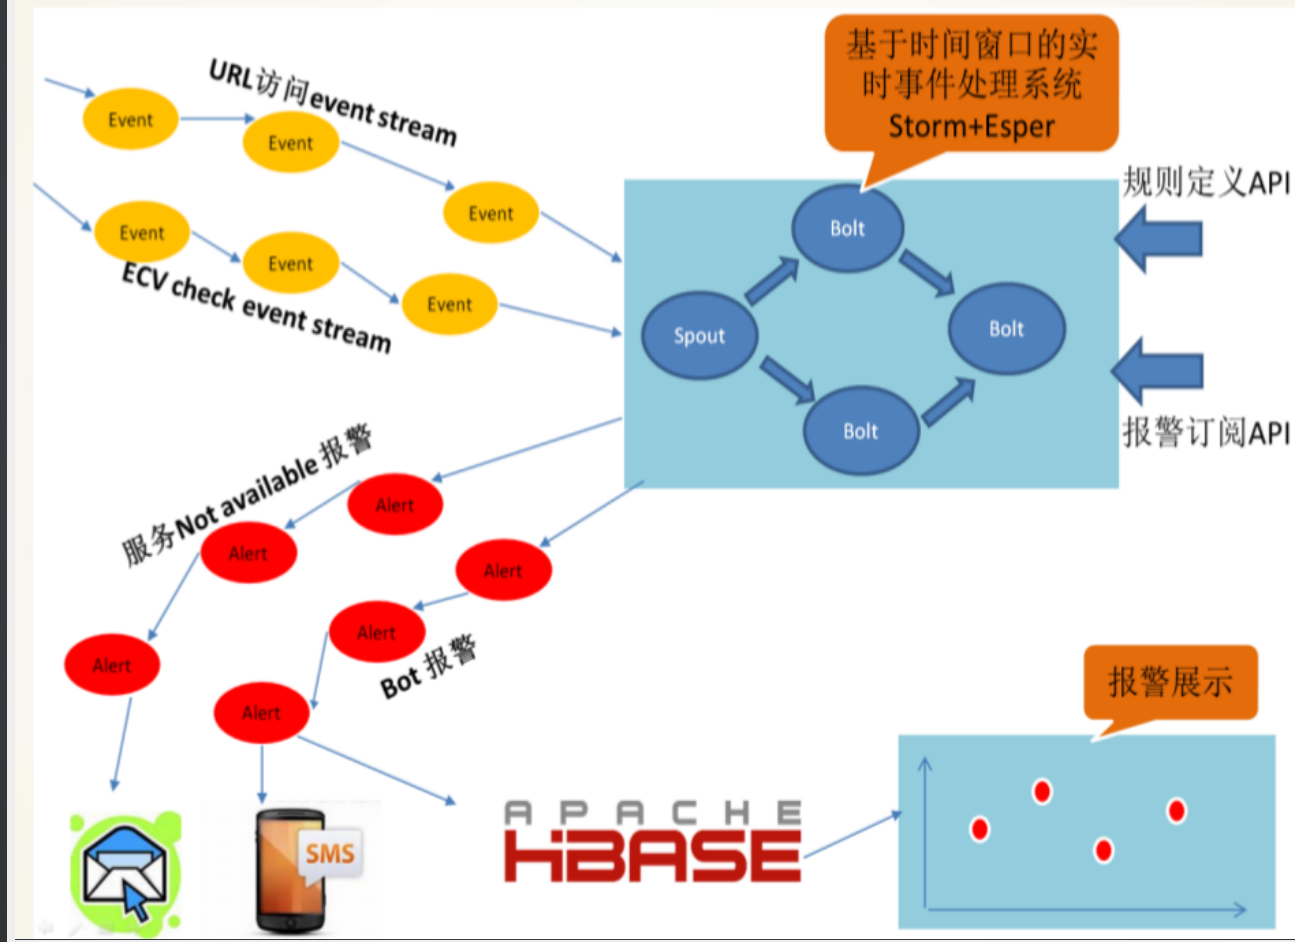 基于时间窗口的实
时事件处理系统
Storm+Esper
URL访问event stream
Event
Event
Event
Event
Event
Event
ECV check event stream
规则定义API
Bolt
Spout
Bolt
Bolt
报警订阅API
服务Not available 报警
Alert
Alert
Alert
Alert
Alert
Alert
Bot 报警
报警展示
SMS
APACHE
HBASE